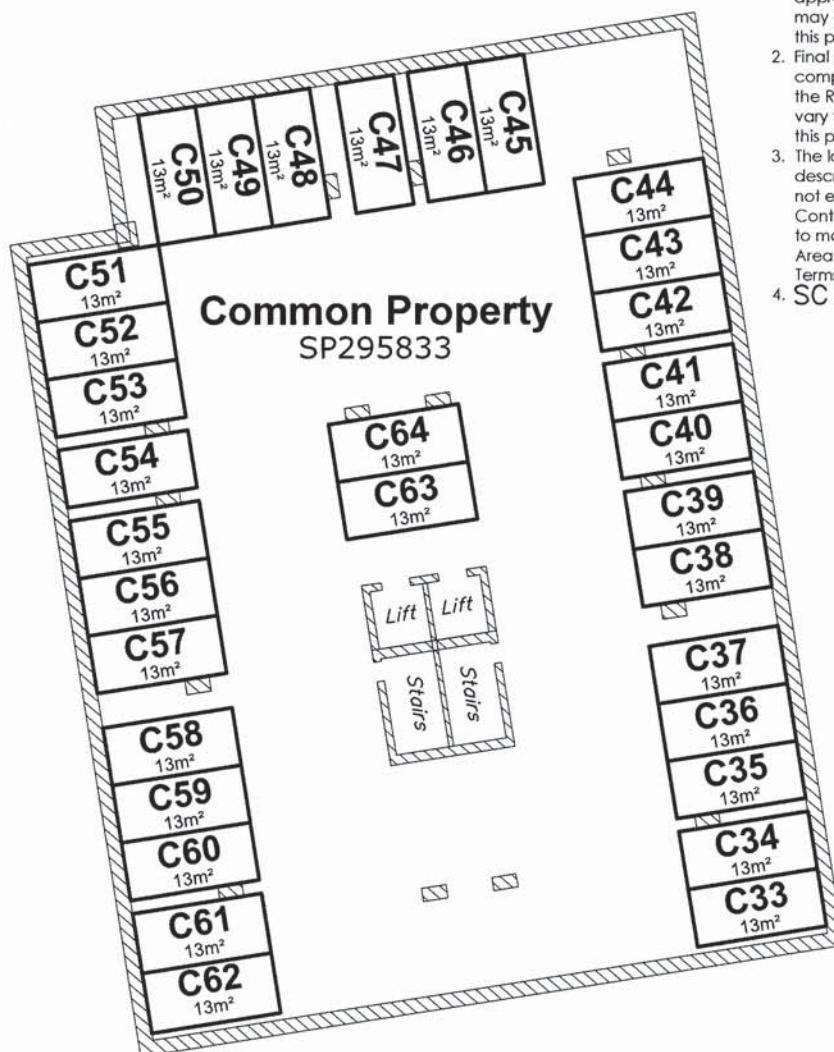 appro
may
this p
2. Final
comp
the R
vary
this p
3. The lo
descr
not e
Cont
to ma
Area
Terms
4. SC
C50
13m²
C49
13m²
C48
13m²
C47
13m²
C46
13m²
C45
13m²
C44
13m²
C43
13m²
C42
13m²
C41
13m²
C40
13m²
C39
13m²
C38
13m²
C37
13m²
C36
13m²
C35
13m²
C34
13m²
C33
13m²
C51
13m²
C52
13m²
C53
13m²
C54
13m²
C55
13m²
C56
13m²
C57
13m²
C58
13m²
C59
13m²
C60
13m²
C61
13m²
C62
13m²
Common Property
SP295833
C64
13m²
C63
13m²
Lift
Lift
Stairs
Stairs